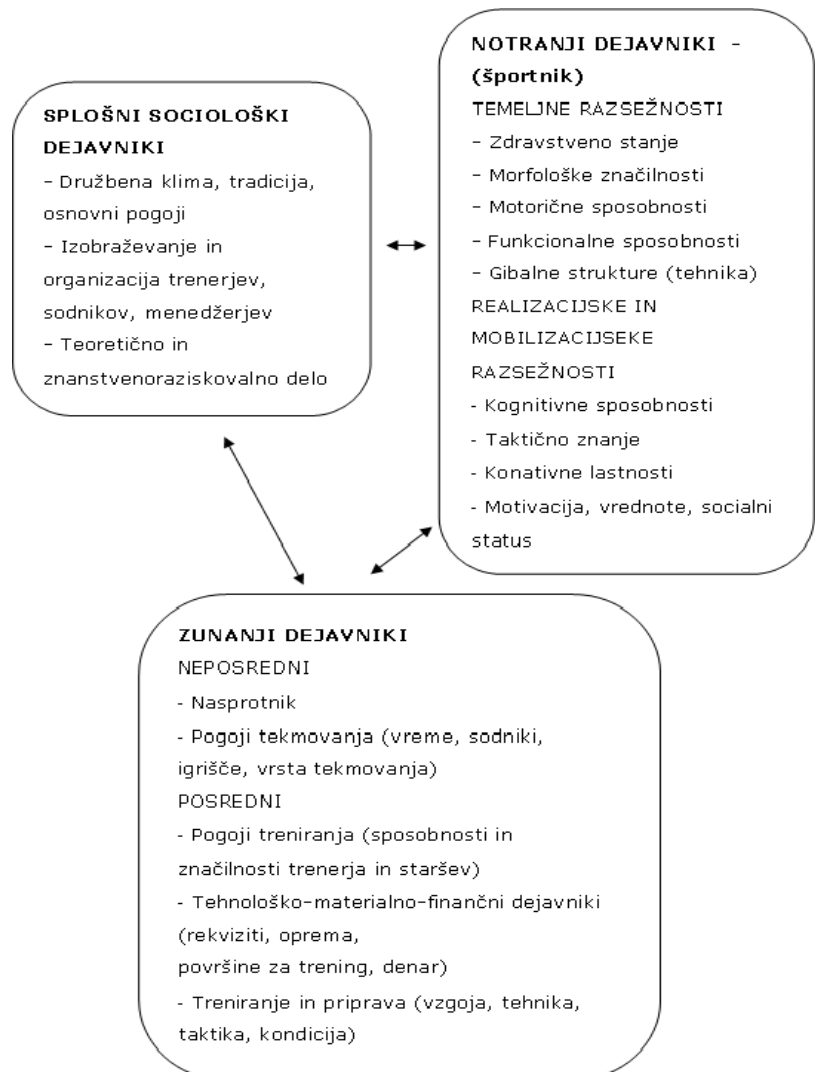 SPLOŠNI SOCIOLOŠKI
DEJAVNIKI
– Družbena klima, tradicija,
osnovni pogoji
– Izobraževanje in
organizacija trenerjev,
sodnikov, menedžerjev
– Teoretično in
znanstvenoraziskovalno delo
NOTRANJI DEJAVNIKI –
(športnik)
TEMELJNE RAZSEŽNOSTI
– Zdravstveno stanje
– Morfološke značilnosti
– Motorične sposobnosti
– Funkcionalne sposobnosti
– Gibalne strukture (tehnika)
REALIZACIJSKE IN
MOBILIZACIJSEKE
RAZSEŽNOSTI
- Kognitivne sposobnosti
- Taktično znanje
- Konativne lastnosti
- Motivacija, vrednote, socialni
status
ZUNANJI DEJAVNIKI
NEPOSREDNI
- Nasprotnik
- Pogoji tekmovanja (vreme, sodniki,
igrišče, vrsta tekmovanja)
POSREDNI
- Pogoji treniranja (sposobnosti in
značilnosti trenerja in staršev)
- Tehnološko–materialno–finančni dejavniki
(rekviziti, oprema,
površine za trening, denar)
- Treniranje in priprava (vzgoja, tehnika,
taktika, kondicija)